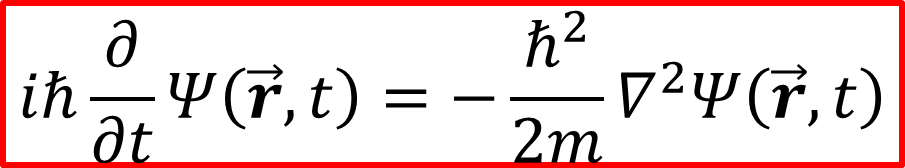 iℏ ∂/∂t Ψ(r⃗, t) = − ℏ²/2m ∇²Ψ(r⃗, t)